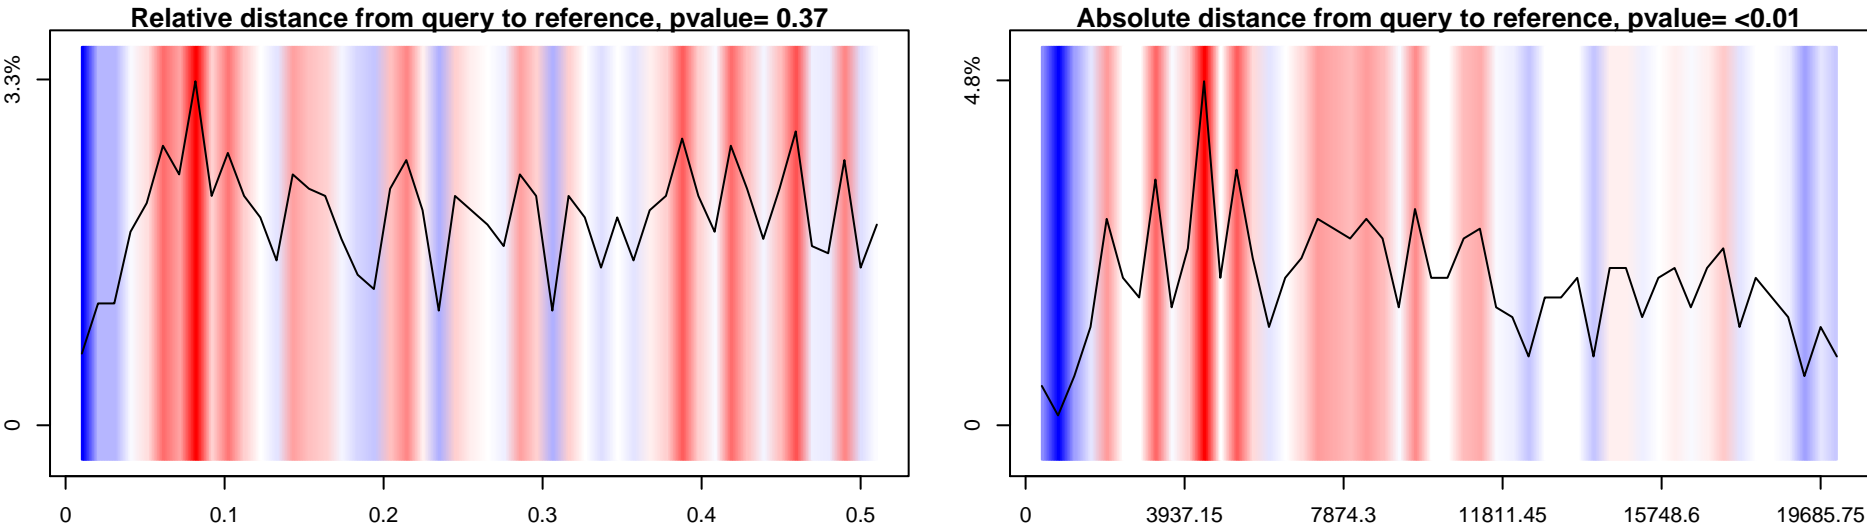 Relative distance from query to reference, pvalue= 0.37
3.3%
0
0 0.1 0.2 0.3 0.4 0.5
Absolute distance from query to reference, pvalue= <0.01
4.8%
0
0 3937.15 7874.3 11811.45 15748.6 19685.75